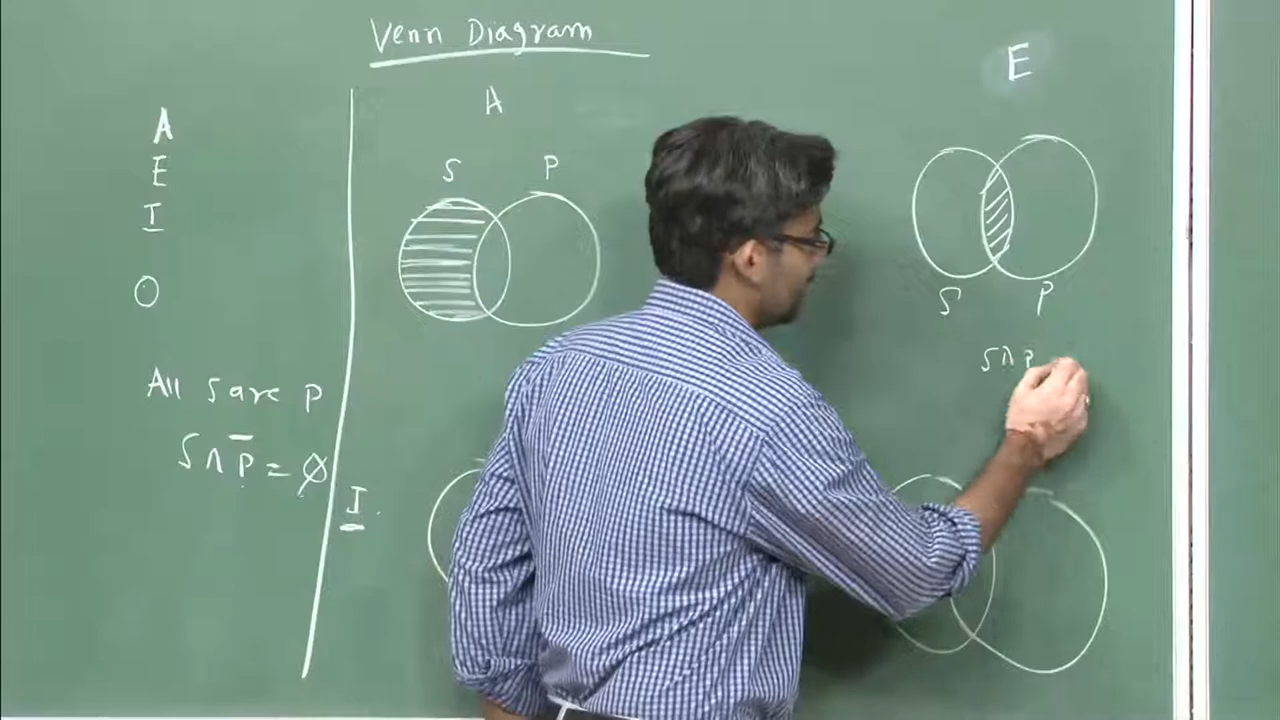 Venn Diagram
A
E
I
O
All S are P
S ∩ P̅ = ∅
A
S P
E
S P
S ∩ P
I.